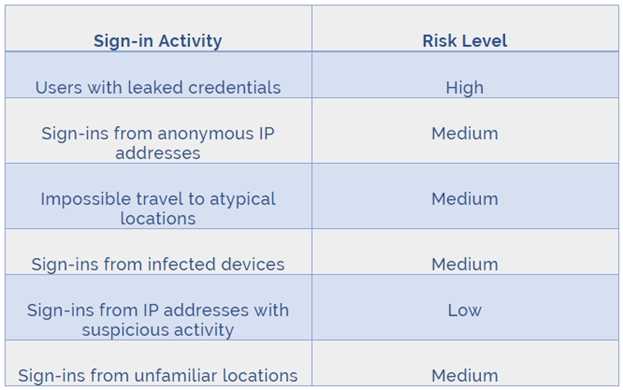 Sign-in Activity Risk Level
Users with leaked credentials High
Sign-ins from anonymous IP Medium
addresses
Impossible travel to atypical Medium
locations
Sign-ins from infected devices Medium
Sign-ins from IP addresses with Low
suspicious activity
Sign-ins from unfamiliar locations Medium